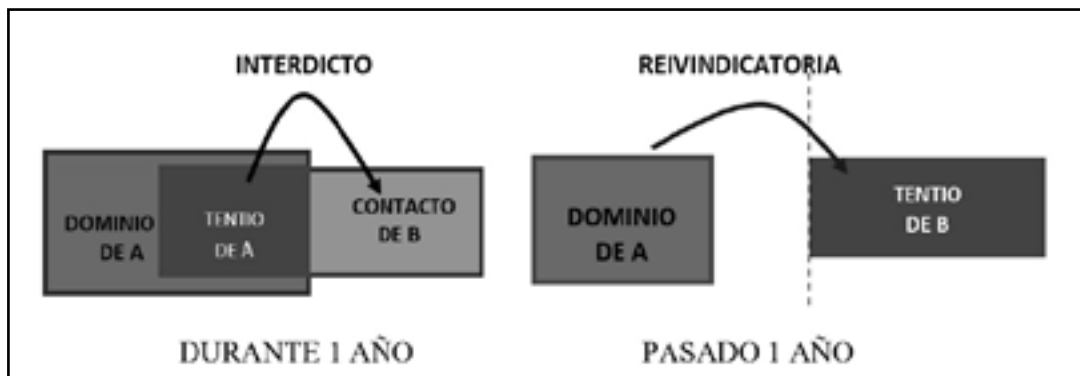 INTERDICTO
DOMINIO
DE A
TENTIO
DE A
CONTACTO
DE B
DURANTE 1 AÑO
REIVINDICATORIA
DOMINIO
DE A
TENTIO
DE B
PASADO 1 AÑO